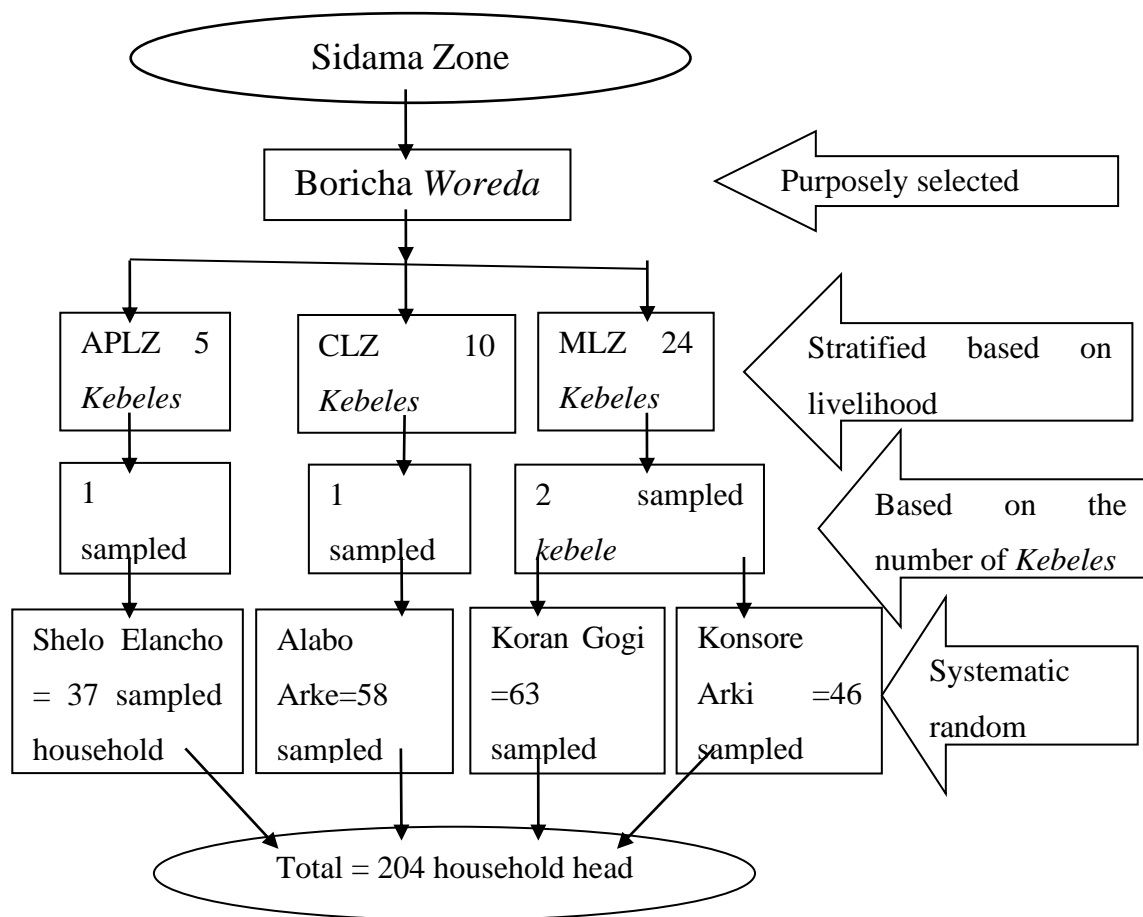 Sidama Zone
Boricha Woreda
Purposely selected
APLZ 5
Kebeles
CLZ 10
Kebeles
MLZ 24
Kebeles
Stratified based on
livelihood
1
sampled
1
sampled
2 sampled
kebele
Based on the
number of Kebeles
Shelo Elancho
= 37 sampled
household
Alabo
Arke=58
sampled
Koran Gogi
=63
sampled
Konsore
Arki =46
sampled
Systematic
random
Total = 204 household head